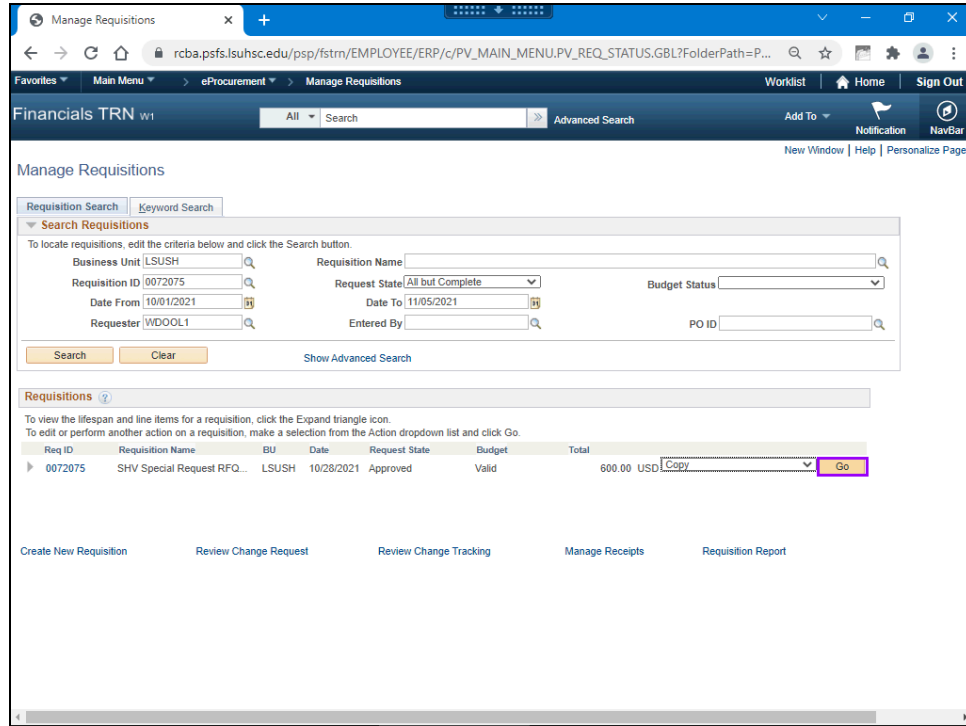 Manage Requisitions
rcba.psfs.lsuhsc.edu/psp/fstrn/EMPLOYEE/ERP/c/PV_MAIN_MENU.PV_REQ_STATUS.GBL?FolderPath=P...
Favorites Main Menu > eProcurement > Manage Requisitions Worklist Home Sign Out
Financials TRN W1 All Search » Advanced Search Add To Notification NavBar
New Window | Help | Personalize Page
Manage Requisitions
Requisition Search Keyword Search
Search Requisitions
To locate requisitions, edit the criteria below and click the Search button.
Business Unit LSUSH Requisition Name
Requisition ID 0072075 Request State All but Complete Budget Status
Date From 10/01/2021 Date To 11/05/2021
Requester WDOOL1 Entered By PO ID
Search Clear Show Advanced Search
Requisitions ?
To view the lifespan and line items for a requisition, click the Expand triangle icon.
To edit or perform another action on a requisition, make a selection from the Action dropdown list and click Go.
Req ID Requisition Name BU Date Request State Budget Total
0072075 SHV Special Request RFQ... LSUSH 10/28/2021 Approved Valid 600.00 USD Copy Go
Create New Requisition Review Change Request Review Change Tracking Manage Receipts Requisition Report